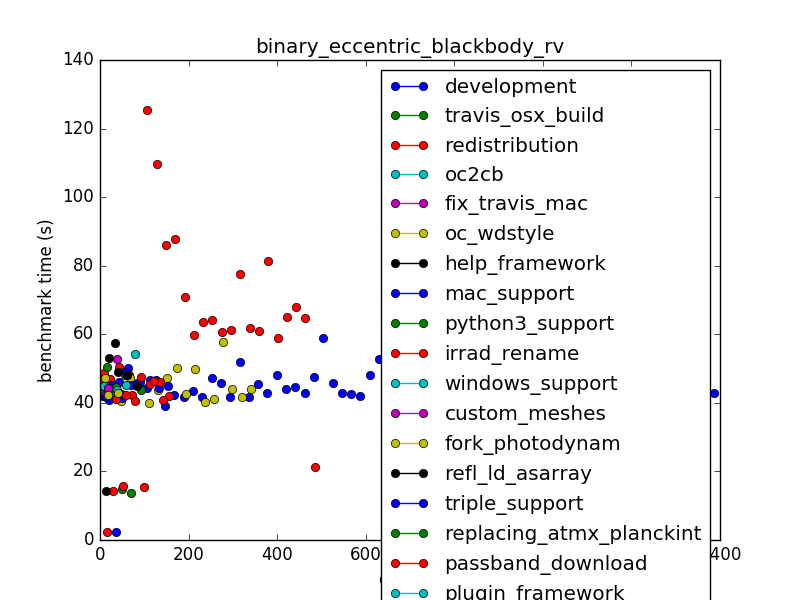 binary_eccentric_blackbody_rv
benchmark time (s)
140
120
100
80
60
40
20
0
0
200
400
600
400
development
travis_osx_build
redistribution
oc2cb
fix_travis_mac
oc_wdstyle
help_framework
mac_support
python3_support
irrad_rename
windows_support
custom_meshes
fork_photodynam
refl_ld_asarray
triple_support
replacing_atmx_planckint
passband_download
plugin_framework